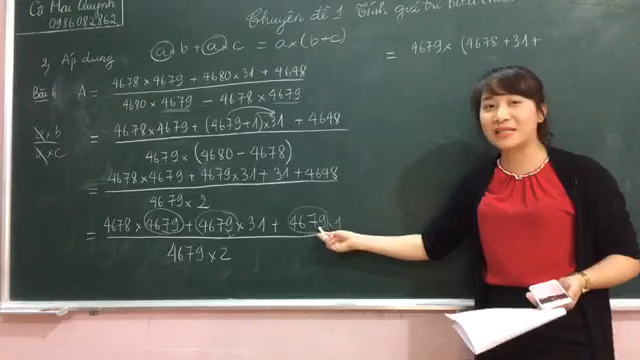 Cô Mai Quỳnh
0986082862
Chuyên đề 1 Tính giá trị biểu
a×b + a×c = a×(b+c)
2, Áp dụng
Bài 6 A = 4678×4679 + 4680×31 + 4648
4680×4679 − 4678×4679
a×b
a×c
= 4678×4679 + (4679+1)×31 + 4648
4679×(4680−4678)
= 4678×4679 + 4679×31 + 31 + 4648
4679×2
= 4678×4679 + 4679×31 + 4679×1
4679×2
= 4679×(4678+31+